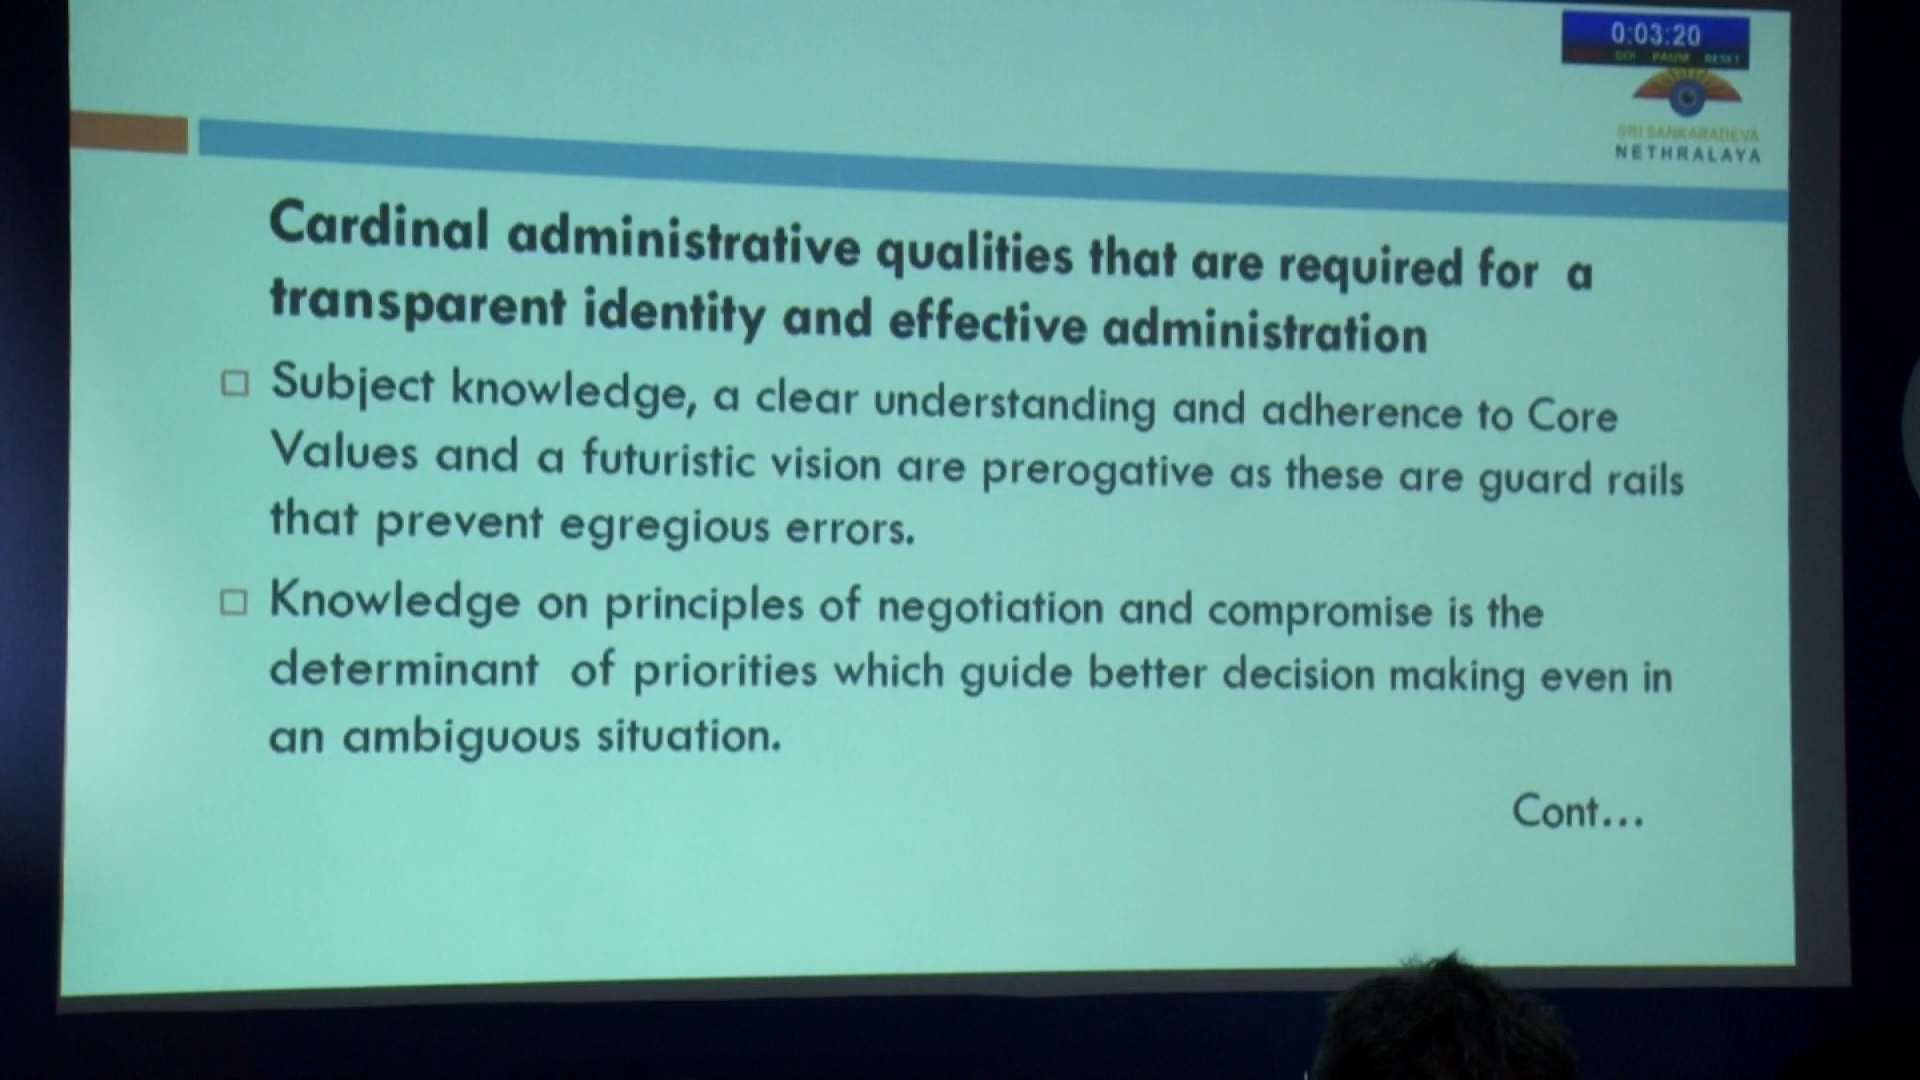 0:03:20
PAUSE RESET
SRI SANKARADEVA
NETHRALAYA
Cardinal administrative qualities that are required for a
transparent identity and effective administration
Subject knowledge, a clear understanding and adherence to Core
Values and a futuristic vision are prerogative as these are guard rails
that prevent egregious errors.
Knowledge on principles of negotiation and compromise is the
determinant of priorities which guide better decision making even in
an ambiguous situation.
Cont...